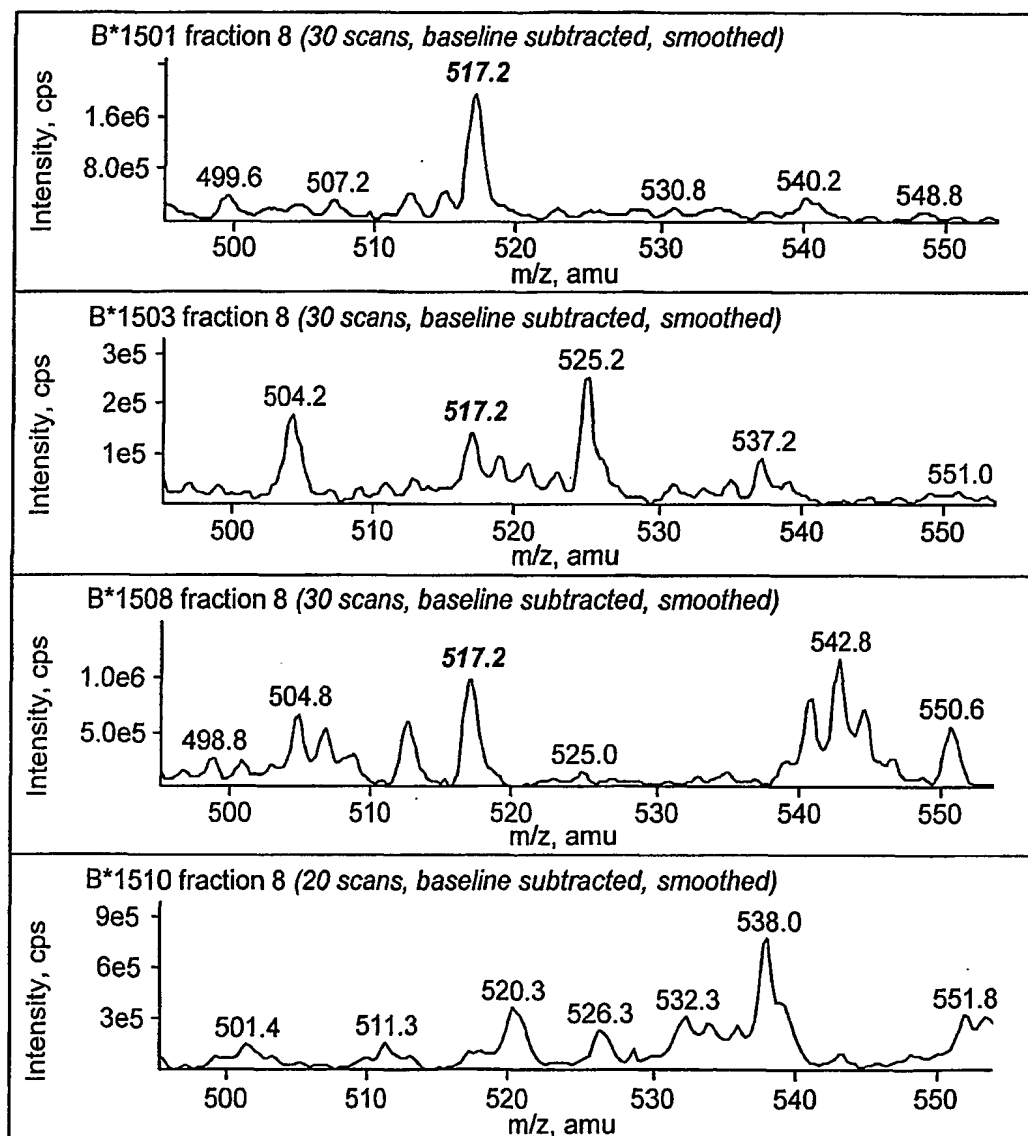 B*1501 fraction 8 (30 scans, baseline subtracted, smoothed)
Intensity, cps
1.6e6
8.0e5
499.6
507.2
517.2
530.8
540.2
548.8
500 510 520 530 540 550
m/z, amu
B*1503 fraction 8 (30 scans, baseline subtracted, smoothed)
Intensity, cps
3e5
2e5
1e5
504.2
517.2
525.2
537.2
551.0
500 510 520 530 540 550
m/z, amu
B*1508 fraction 8 (30 scans, baseline subtracted, smoothed)
Intensity, cps
1.0e6
5.0e5
498.8
504.8
517.2
525.0
542.8
550.6
500 510 520 530 540 550
m/z, amu
B*1510 fraction 8 (20 scans, baseline subtracted, smoothed)
Intensity, cps
9e5
6e5
3e5
501.4
511.3
520.3
526.3
532.3
538.0
551.8
500 510 520 530 540 550
m/z, amu